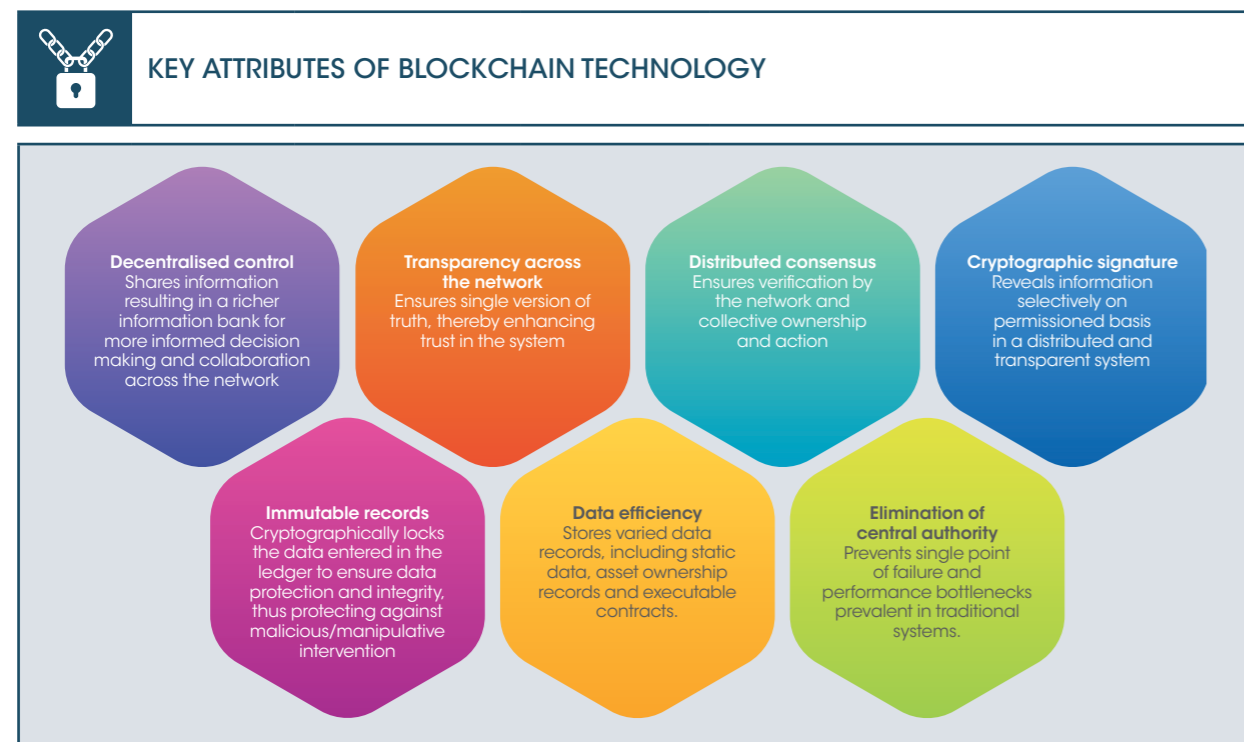 KEY ATTRIBUTES OF BLOCKCHAIN TECHNOLOGY
Decentralised control
Shares information
resulting in a richer
information bank for
more informed decision
making and collaboration
across the network
Transparency across
the network
Ensures single version of
truth, thereby enhancing
trust in the system
Distributed consensus
Ensures verification by
the network and
collective ownership
and action
Cryptographic signature
Reveals information
selectively on
permissioned basis
in a distributed and
transparent system
Immutable records
Cryptographically locks
the data entered in the
ledger to ensure data
protection and integrity,
thus protecting against
malicious/manipulative
intervention
Data efficiency
Stores varied data
records, including static
data, asset ownership
records and executable
contracts.
Elimination of
central authority
Prevents single point
of failure and
performance bottlenecks
prevalent in traditional
systems.